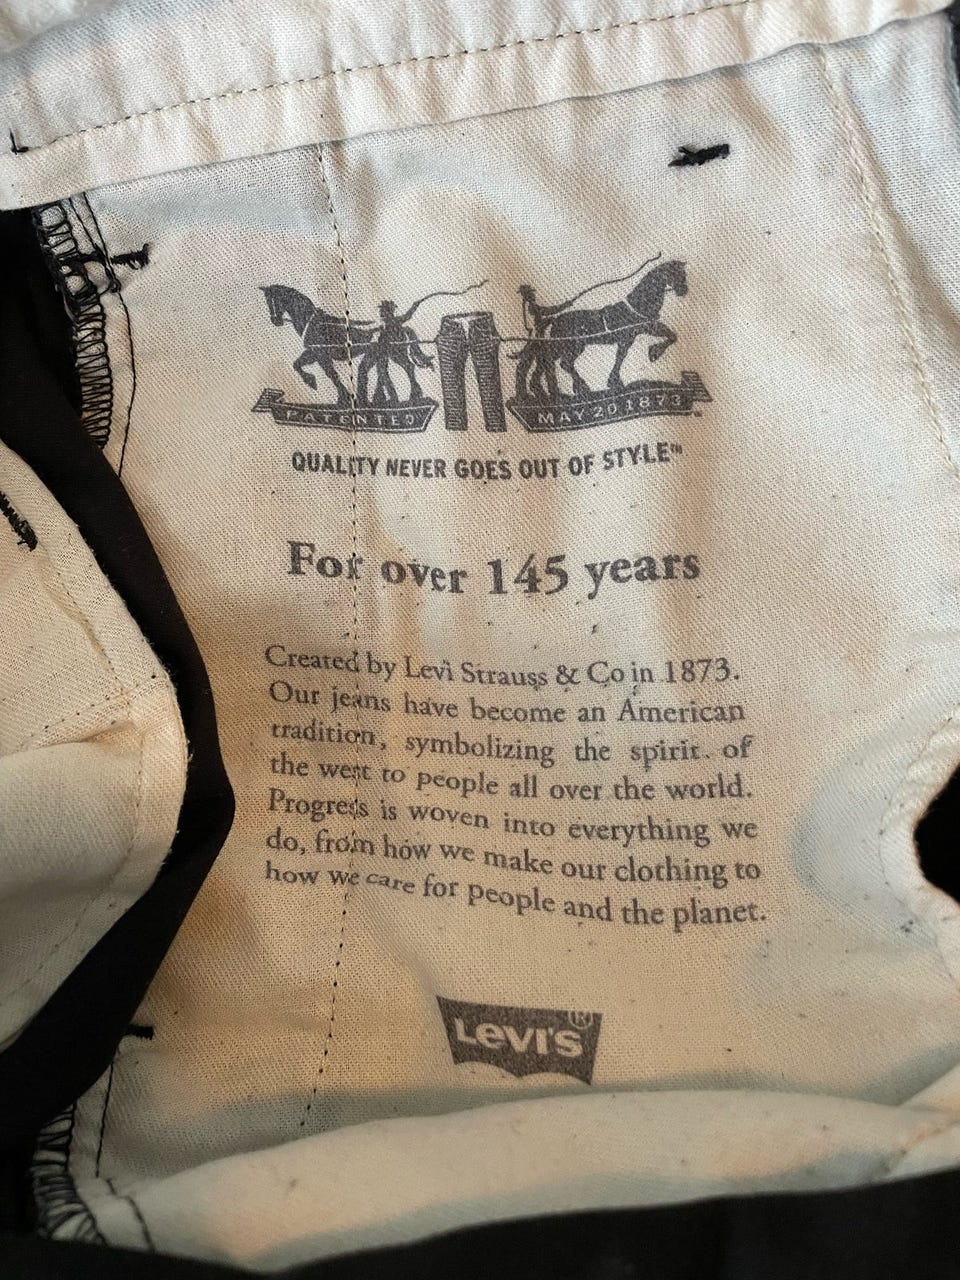 PATENTED MAY 20 1873™
QUALITY NEVER GOES OUT OF STYLE™
For over 145 years
Created by Levi Strauss & Co in 1873.
Our jeans have become an American
tradition, symbolizing the spirit of
the west to people all over the world.
Progress is woven into everything we
do, from how we make our clothing to
how we care for people and the planet.
LEVI'S®